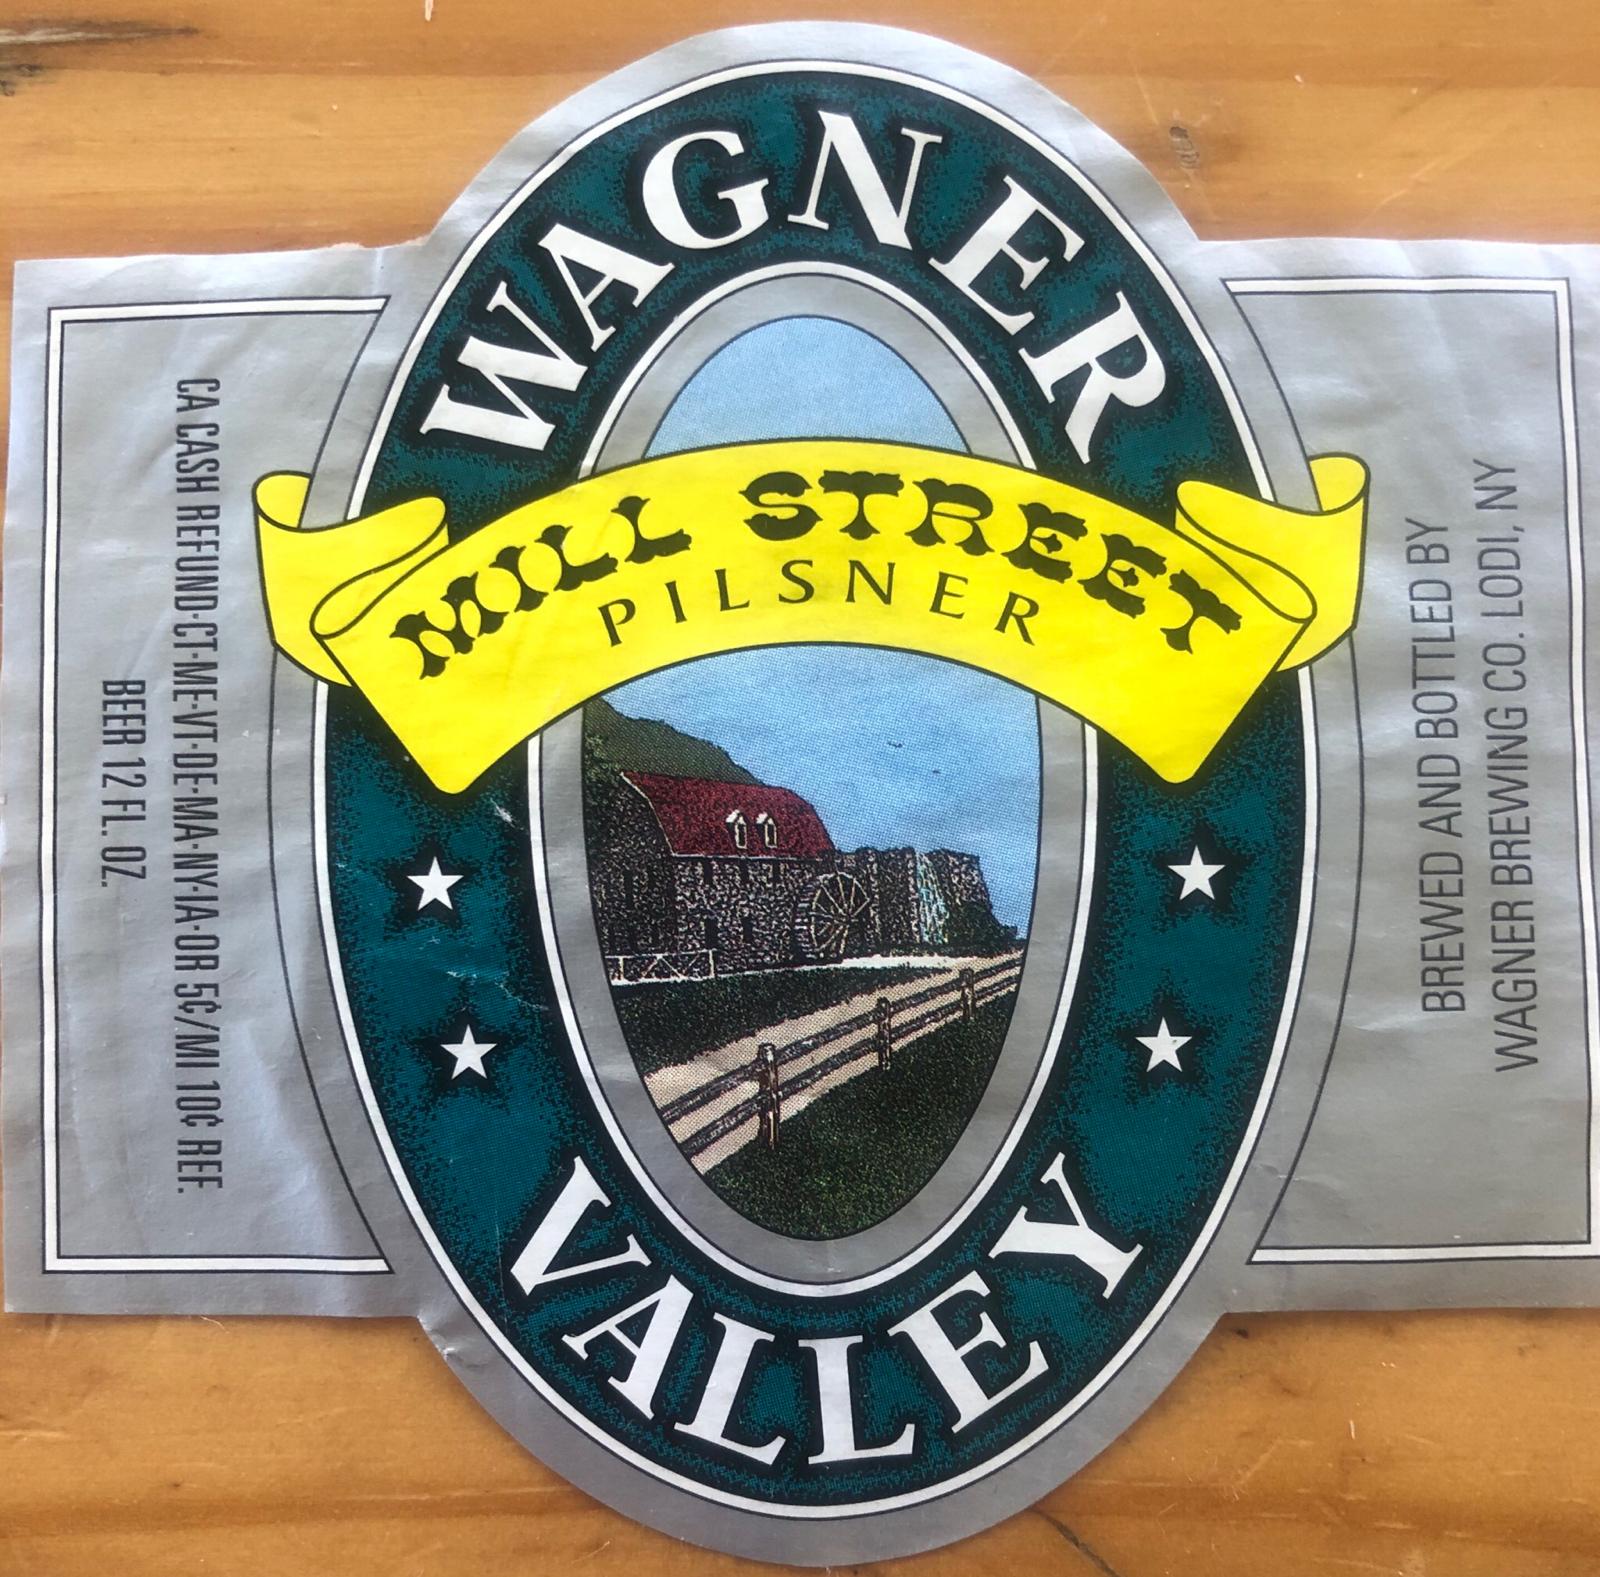 WAGNER
MILL STREET
PILSNER
VALLEY
CA CASH REFUND·CT·ME·VT·DE·MA·NY·IA·OR 5¢/MI 10¢ REF.
BEER 12 FL. OZ.
BREWED AND BOTTLED BY
WAGNER BREWING CO. LODI, NY